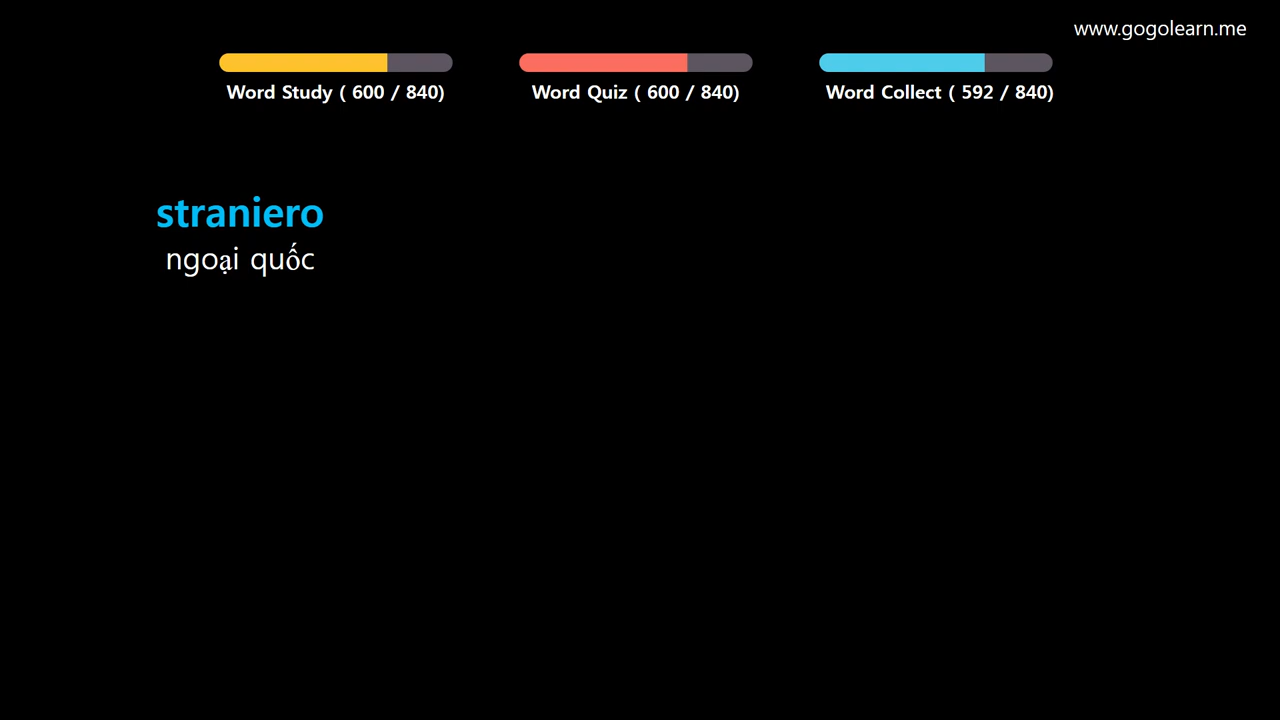 www.gogolearn.me
Word Study ( 600 / 840)
Word Quiz ( 600 / 840)
Word Collect ( 592 / 840)
straniero
ngoại quốc